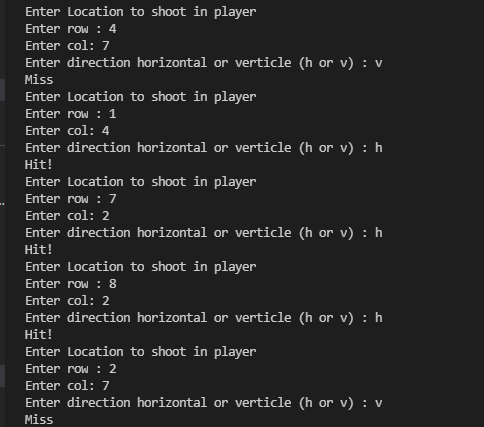 Enter Location to shoot in player
Enter row : 4
Enter col: 7
Enter direction horizontal or verticle (h or v) : v
Miss
Enter Location to shoot in player
Enter row : 1
Enter col: 4
Enter direction horizontal or verticle (h or v) : h
Hit!
Enter Location to shoot in player
Enter row : 7
Enter col: 2
Enter direction horizontal or verticle (h or v) : h
Hit!
Enter Location to shoot in player
Enter row : 8
Enter col: 2
Enter direction horizontal or verticle (h or v) : h
Hit!
Enter Location to shoot in player
Enter row : 2
Enter col: 7
Enter direction horizontal or verticle (h or v) : v
Miss